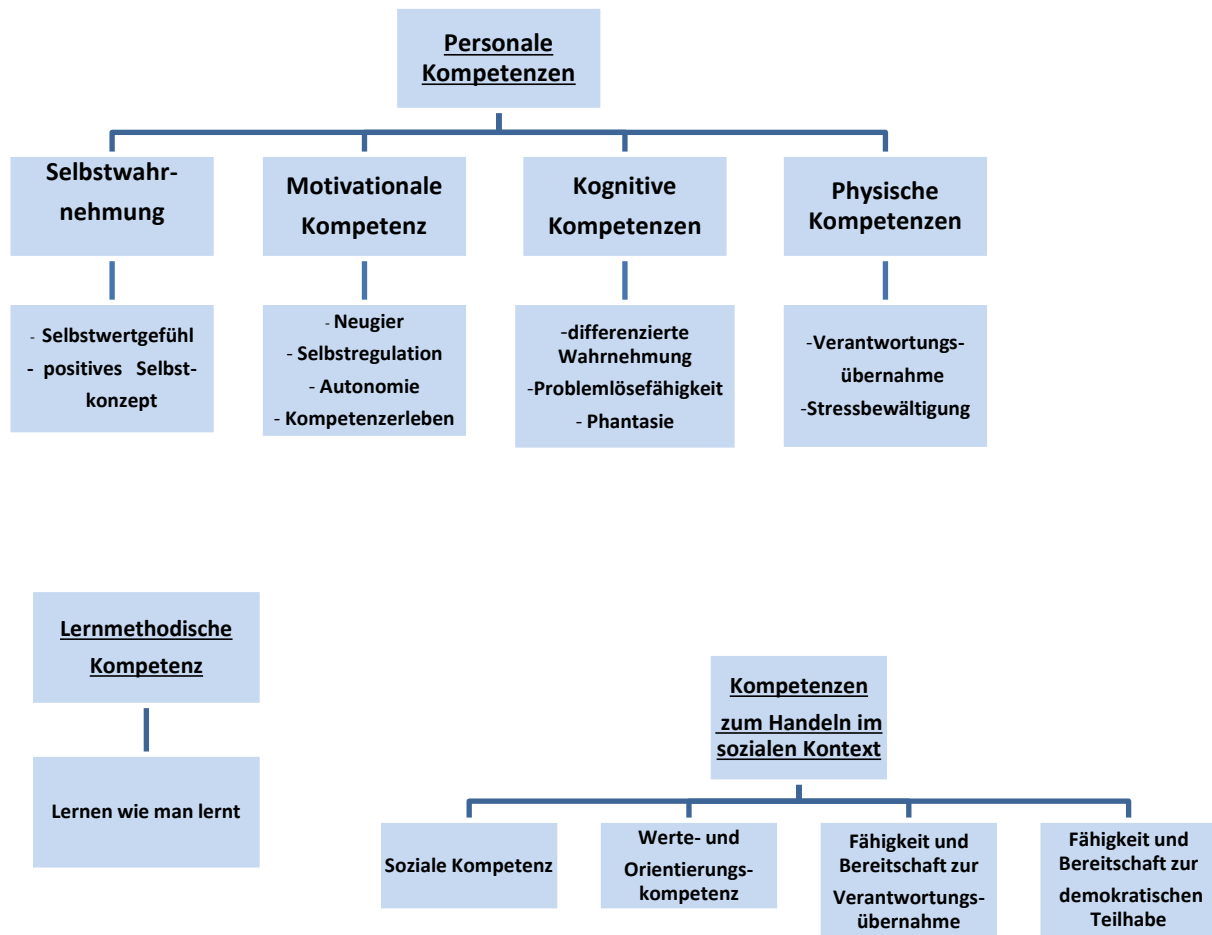 Personale
Kompetenzen
Selbstwahr-
nehmung
Motivationale
Kompetenz
Kognitive
Kompetenzen
Physische
Kompetenzen
- Selbstwertgefühl
- positives Selbst-
konzept
- Neugier
- Selbstregulation
- Autonomie
- Kompetenzerleben
-differenzierte
Wahrnehmung
-Problemlösefähigkeit
- Phantasie
-Verantwortungs-
übernahme
-Stressbewältigung
Lernmethodische
Kompetenz
Lernen wie man lernt
Kompetenzen
zum Handeln im
sozialen Kontext
Soziale Kompetenz
Werte- und
Orientierungs-
kompetenz
Fähigkeit und
Bereitschaft zur
Verantwortungs-
übernahme
Fähigkeit und
Bereitschaft zur
demokratischen
Teilhabe